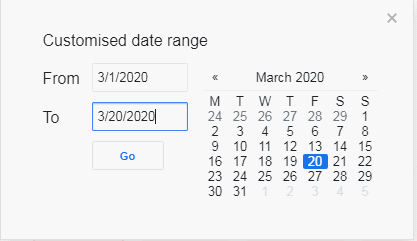 ×
Customised date range
From 3/1/2020
To 3/20/2020
Go
« March 2020 »
M T W T F S S
24 25 26 27 28 29 1
2 3 4 5 6 7 8
9 10 11 12 13 14 15
16 17 18 19 20 21 22
23 24 25 26 27 28 29
30 31 1 2 3 4 5